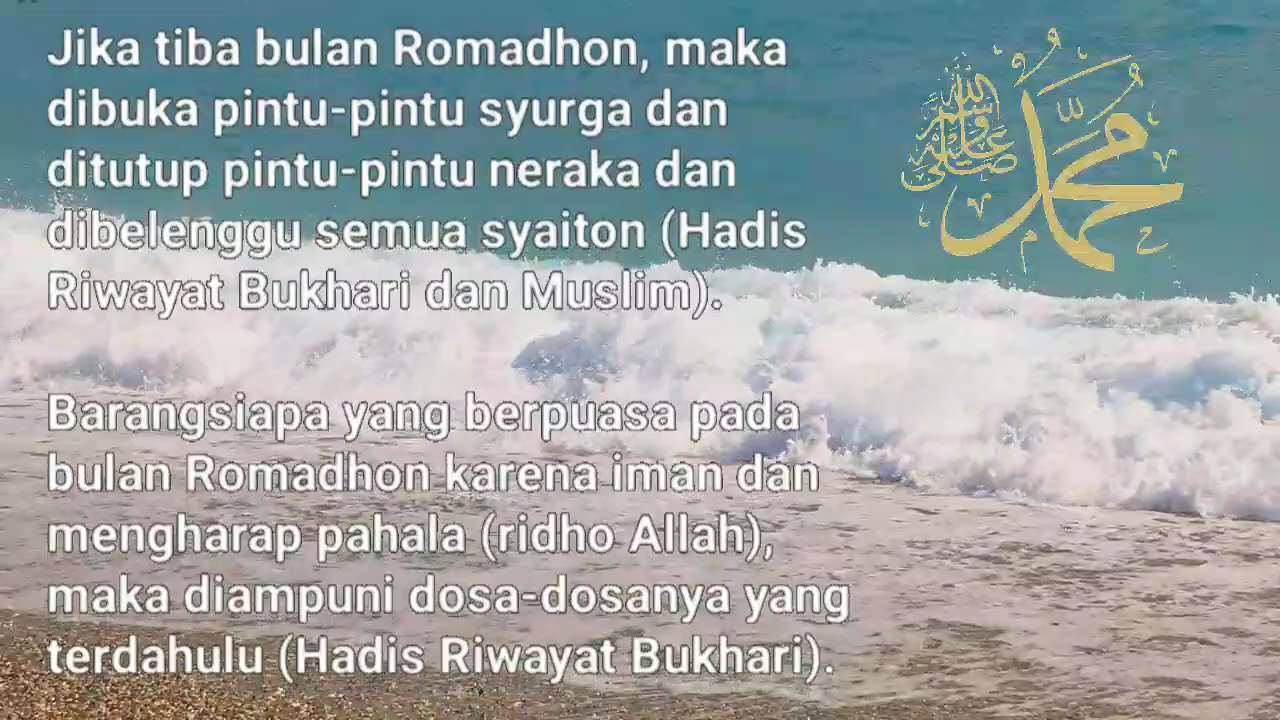 Jika tiba bulan Romadhon, maka
dibuka pintu-pintu syurga dan
ditutup pintu-pintu neraka dan
dibelenggu semua syaiton (Hadis
Riwayat Bukhari dan Muslim).
Barangsiapa yang berpuasa pada
bulan Romadhon karena iman dan
mengharap pahala (ridho Allah),
maka diampuni dosa-dosanya yang
terdahulu (Hadis Riwayat Bukhari).
محمد
صلى الله عليه وسلم